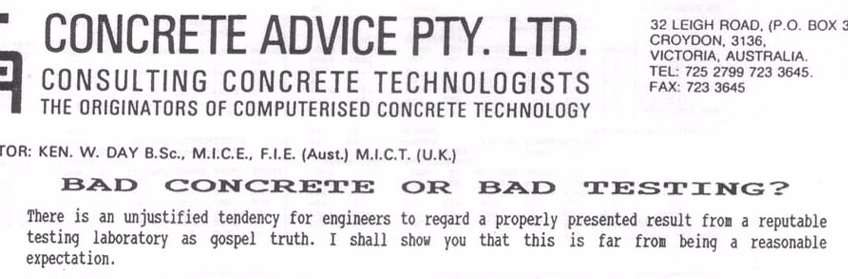 CONCRETE ADVICE PTY. LTD.
CONSULTING CONCRETE TECHNOLOGISTS
THE ORIGINATORS OF COMPUTERISED CONCRETE TECHNOLOGY
32 LEIGH ROAD, (P.O. BOX 3
CROYDON, 3136,
VICTORIA, AUSTRALIA.
TEL: 725 2799 723 3645.
FAX: 723 3645
TOR: KEN. W. DAY B.Sc., M.I.C.E., F.I.E. (Aust.) M.I.C.T. (U.K.)
BAD CONCRETE OR BAD TESTING?
There is an unjustified tendency for engineers to regard a properly presented result from a reputable
testing laboratory as gospel truth. I shall show you that this is far from being a reasonable
expectation.